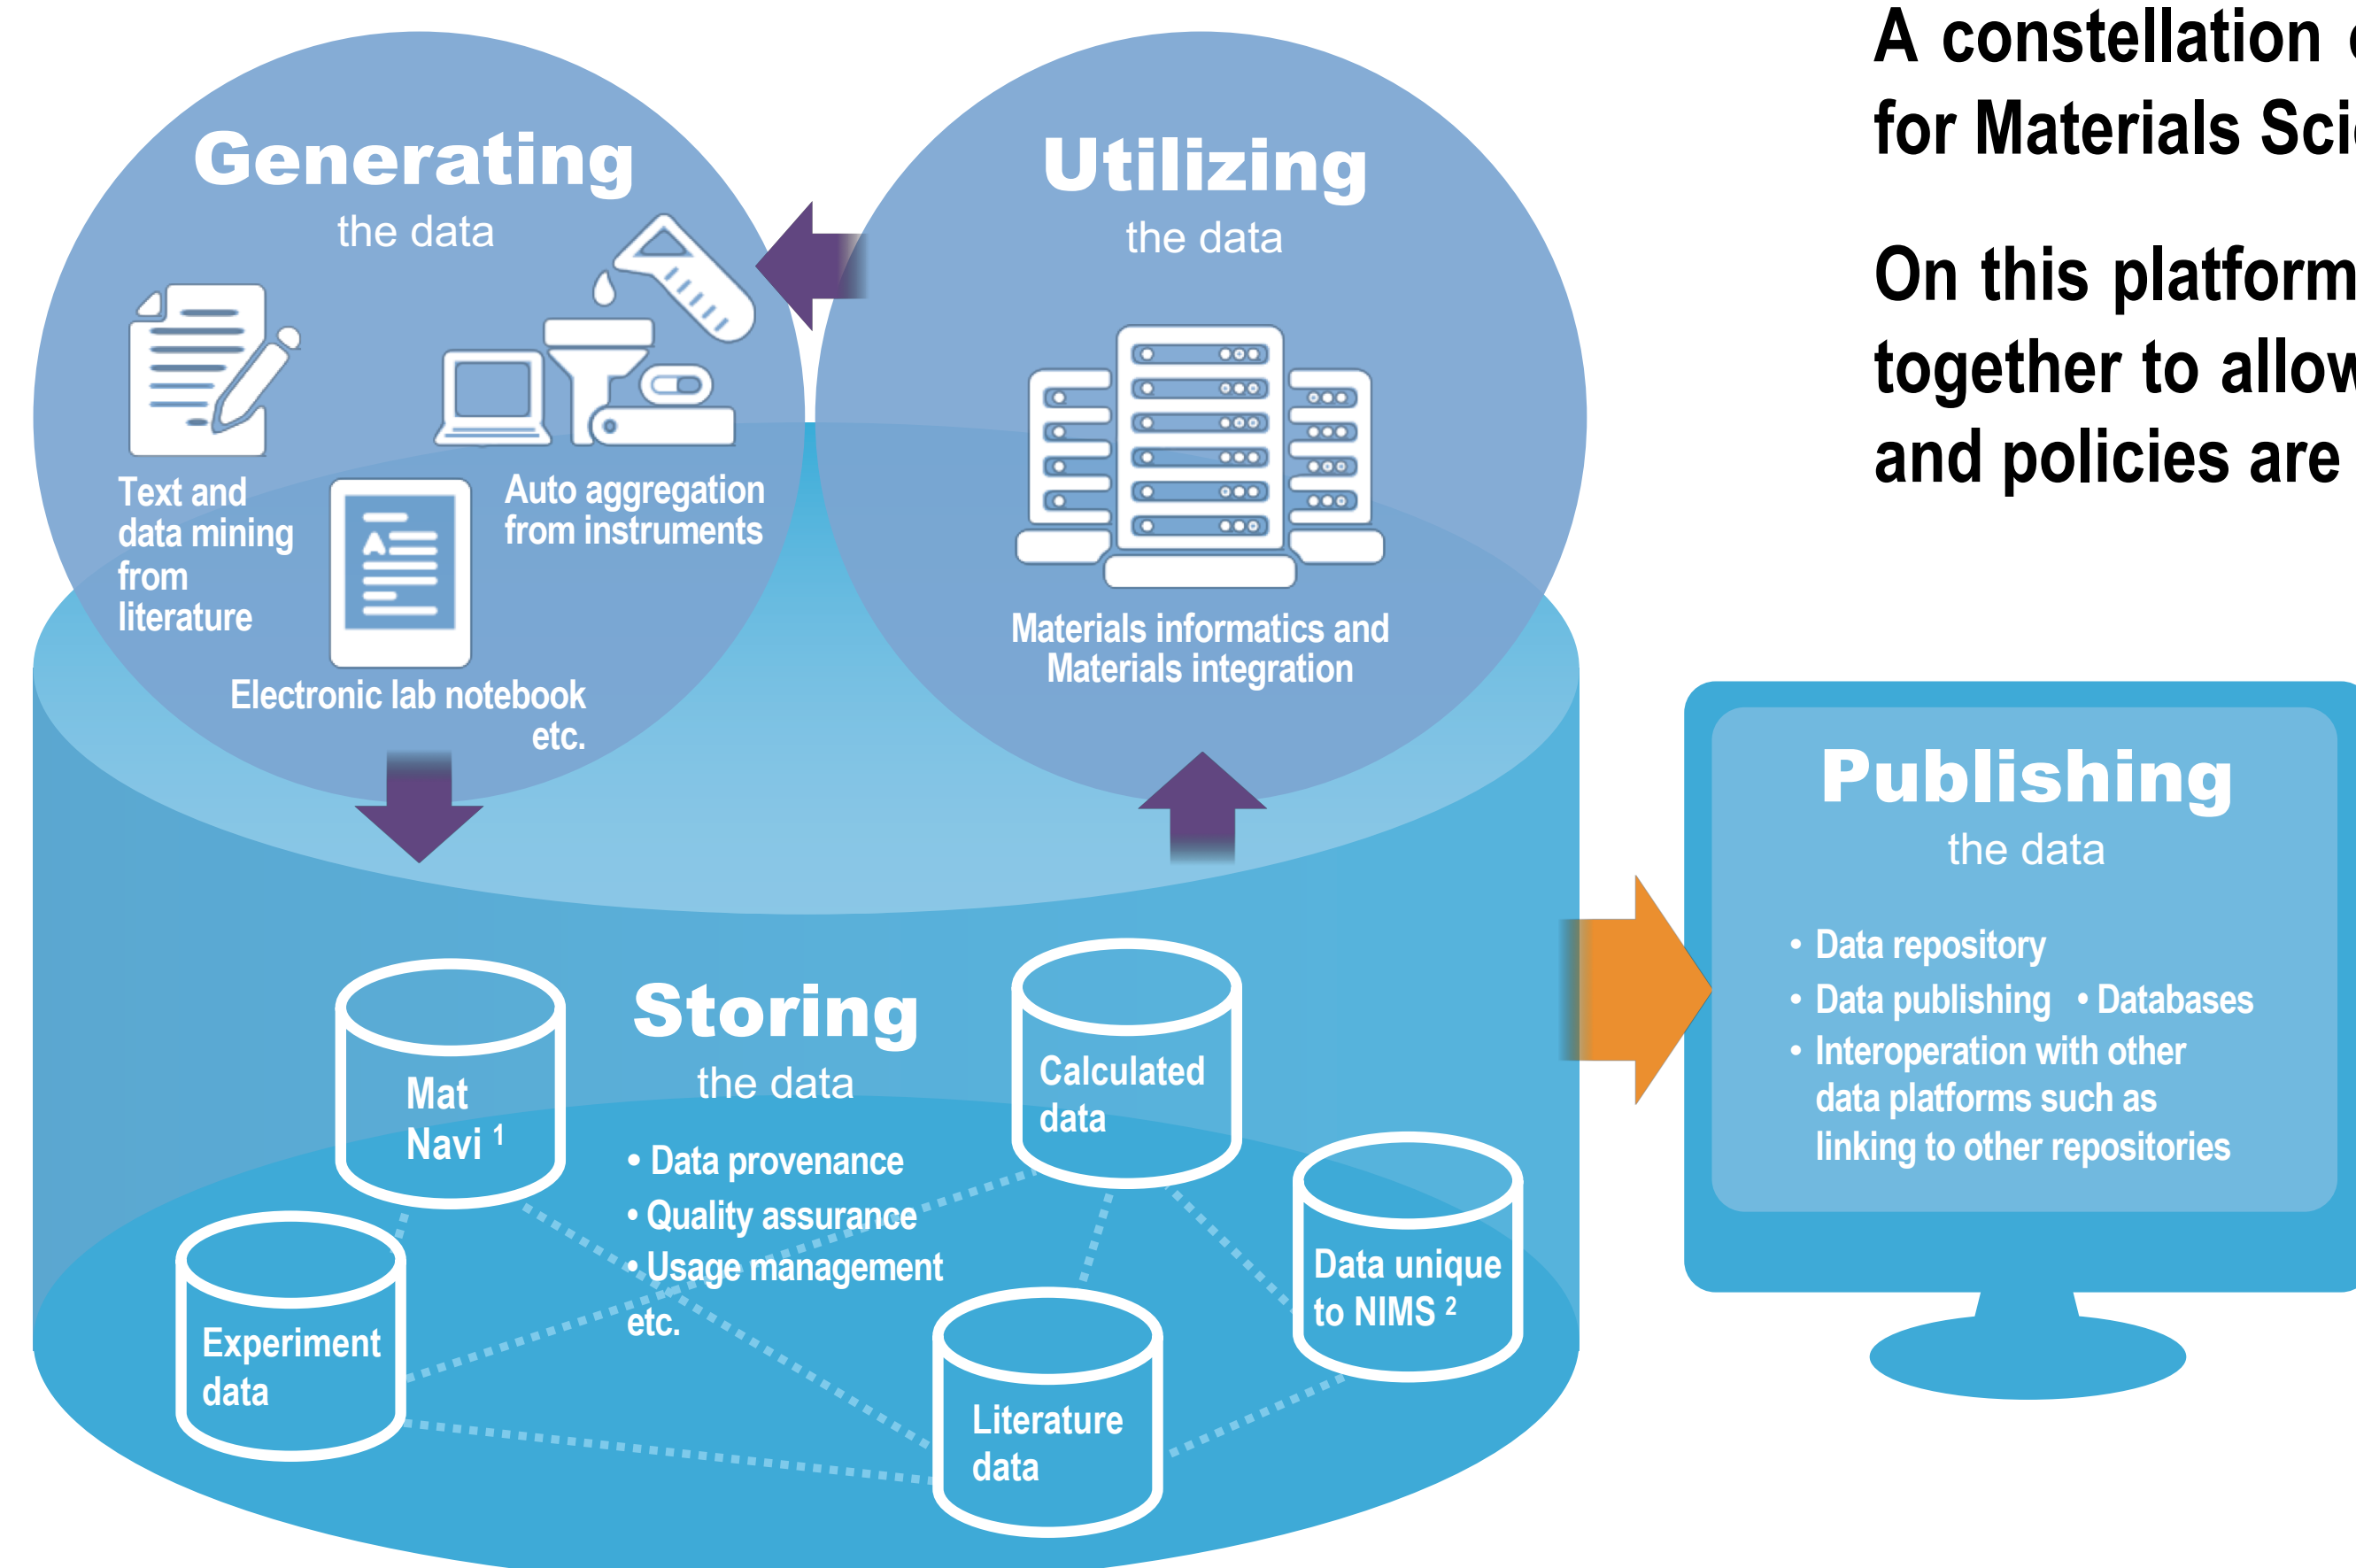 Generating
the data
Text and
data mining
from
literature
Auto aggregation
from instruments
Electronic lab notebook
etc.
Utilizing
the data
Materials informatics and
Materials integration
Storing
the data
• Data provenance
• Quality assurance
• Usage management
etc.
Mat
Navi ¹
Calculated
data
Experiment
data
Literature
data
Data unique
to NIMS ²
A constellation
for Materials
On this platform
together to
and policies are
Publishing
the data
• Data repository
• Data publishing • Databases
• Interoperation with other
data platforms such as
linking to other repositories